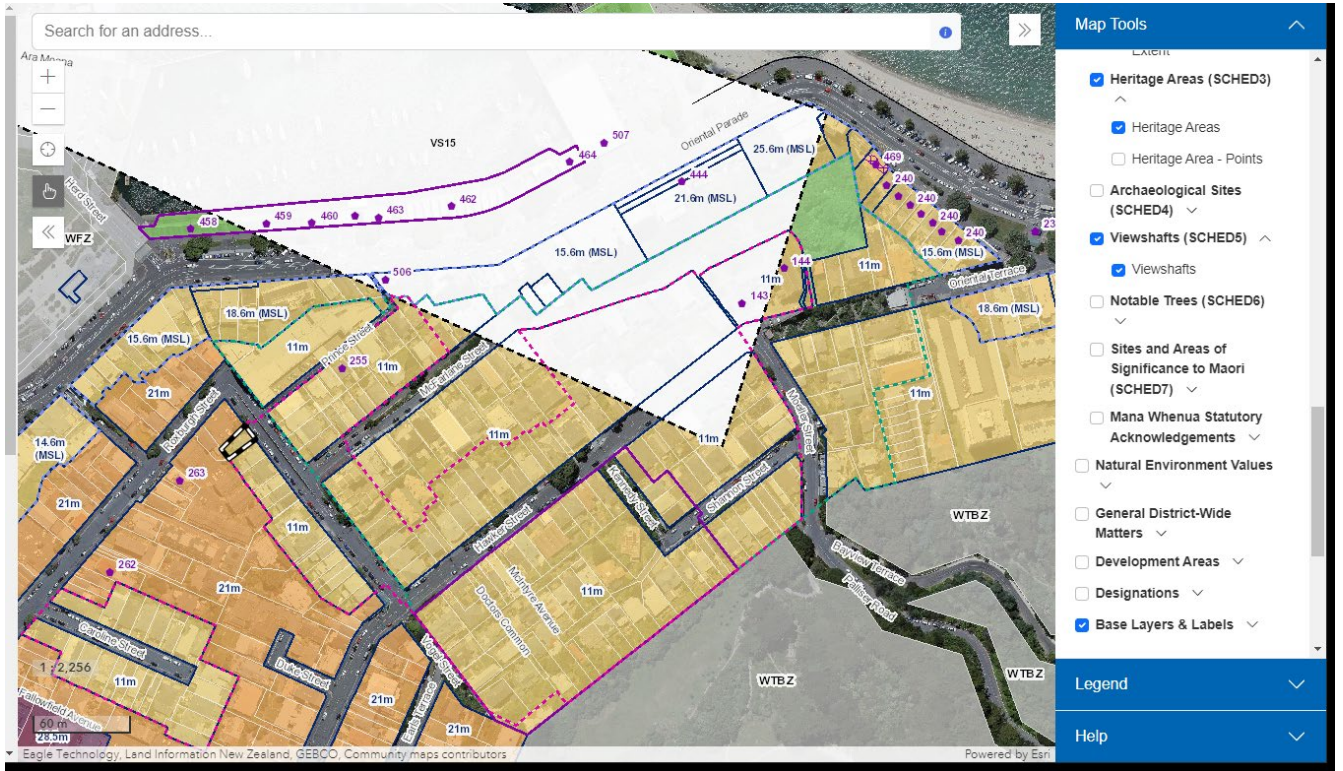 Search for an address...
Map Tools
Ara Moana
Extent
Heritage Areas (SCHED3)
Heritage Areas
Heritage Area - Points
Archaeological Sites
(SCHED4)
Viewshafts (SCHED5)
Viewshafts
Notable Trees (SCHED6)
Sites and Areas of
Significance to Maori
(SCHED7)
Mana Whenua Statutory
Acknowledgements
Natural Environment Values
General District-Wide
Matters
Development Areas
Designations
Base Layers & Labels
Legend
Help
VS15
507
464
Oriental Parade
25.6m (MSL)
469
444
240
21.6m (MSL)
240
Herd Street
462
463
460
459
458
240
240
23
WFZ
15.6m (MSL)
15.6m (MSL)
144
11m
11m
506
Oriental Terrace
143
18.6m (MSL)
18.6m (MSL)
15.6m (MSL)
11m
Prince Street
255
11m
McFarlane Street
21m
11m
Roxburgh Street
Moeller Street
14.6m
(MSL)
11m
11m
263
Kennedy Street
Shannon Street
21m
11m
Hawker Street
WTBZ
Bayview Terrace
Palliser Road
262
21m
McIntyre Avenue
Doctors Common
11m
Caroline Street
Vogel Street
Duke Street
1 : 2,256
11m
WTBZ
WTBZ
Fallowfield Avenue
21m
Earls Terrace
21m
60 m
28.5m
Eagle Technology, Land Information New Zealand, GEBCO, Community maps contributors
Powered by Esri